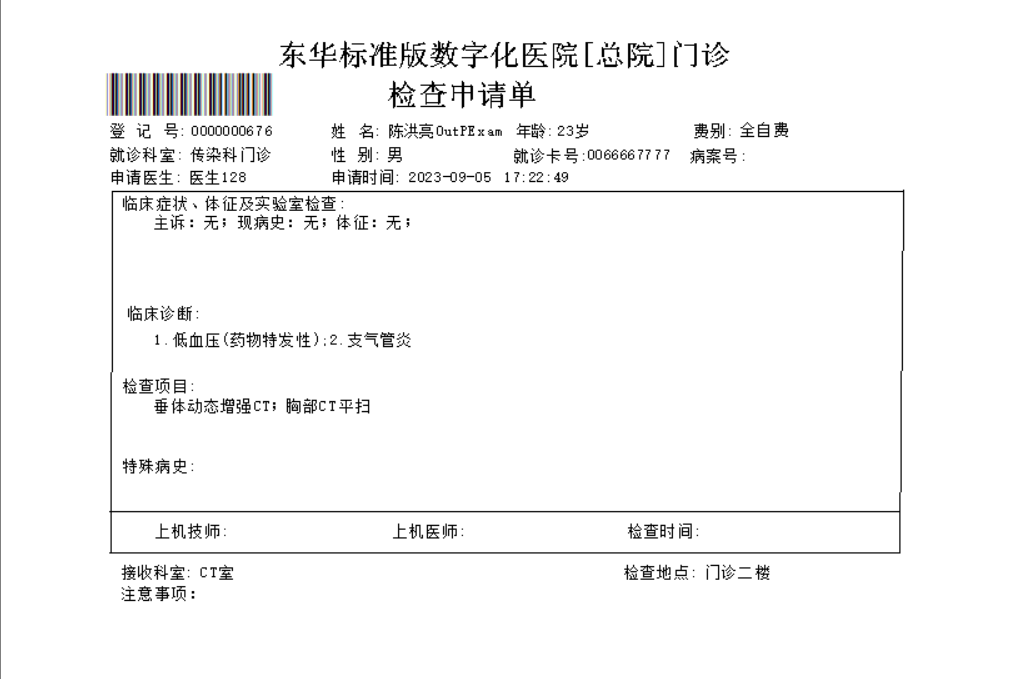 东华标准版数字化医院[总院]门诊
检查申请单
登 记 号: 0000000676 姓 名: 陈洪亮OutPExam 年龄: 23岁 费别: 全自费
就诊科室: 传染科门诊 性 别: 男 就诊卡号:0066667777 病案号:
申请医生: 医生128 申请时间: 2023-09-05 17:22:49
临床症状、体征及实验室检查:
主诉: 无; 现病史: 无; 体征: 无;
临床诊断:
1.低血压(药物特发性);2.支气管炎
检查项目:
垂体动态增强CT; 胸部CT平扫
特殊病史:
上机技师: 上机医师: 检查时间:
接收科室: CT室 检查地点: 门诊二楼
注意事项: